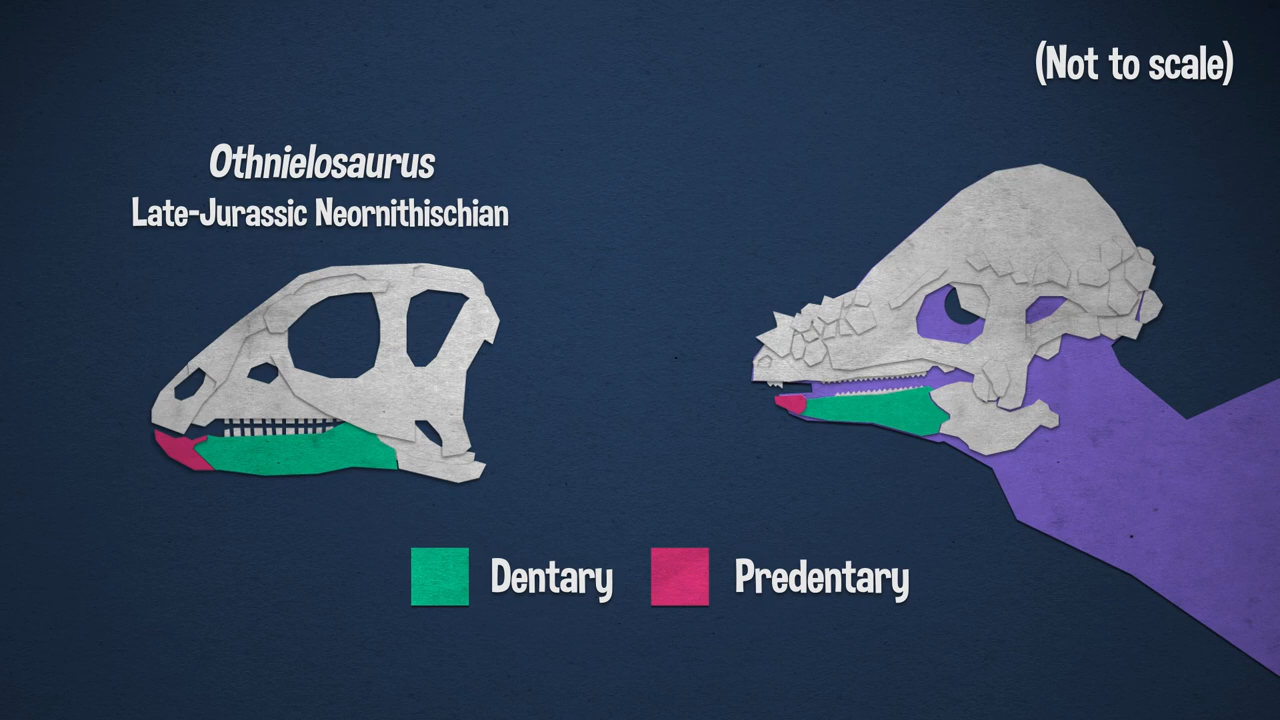 (Not to scale)
Othnielosaurus
Late-Jurassic Neornithischian
Dentary
Predentary